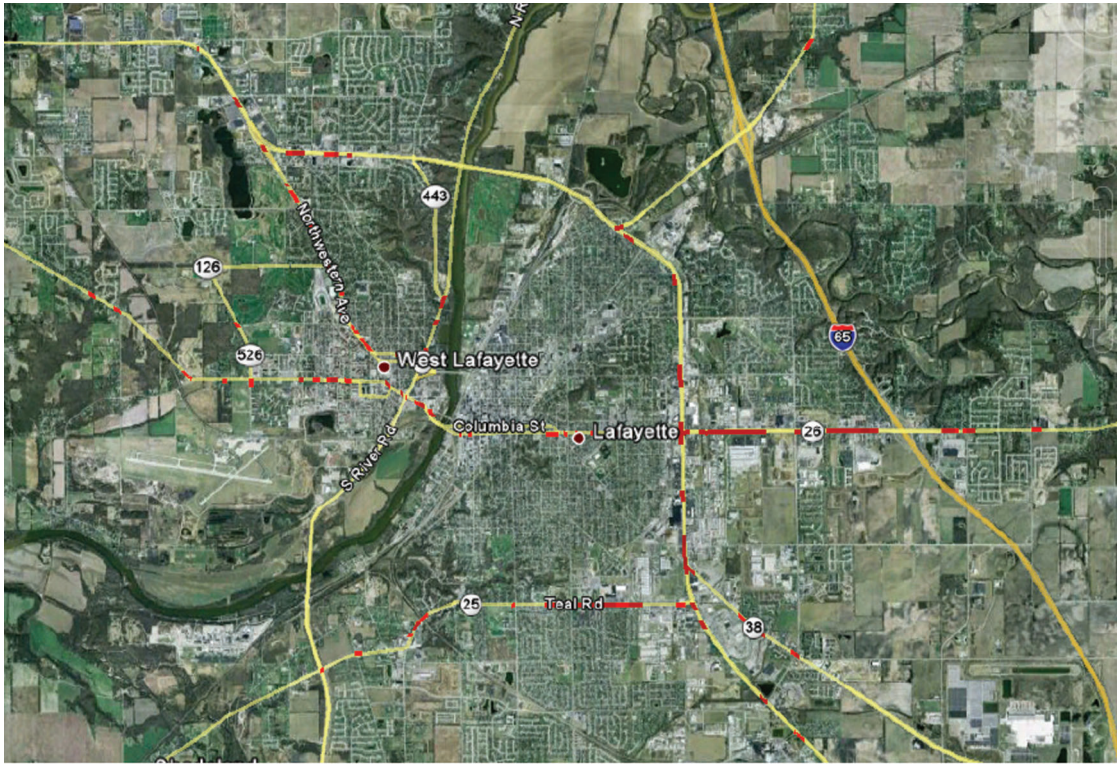 N R
443
Northwestern Ave
126
65
526
West Lafayette
Columbia St
Lafayette
26
S River Rd
25
Teal Rd
38